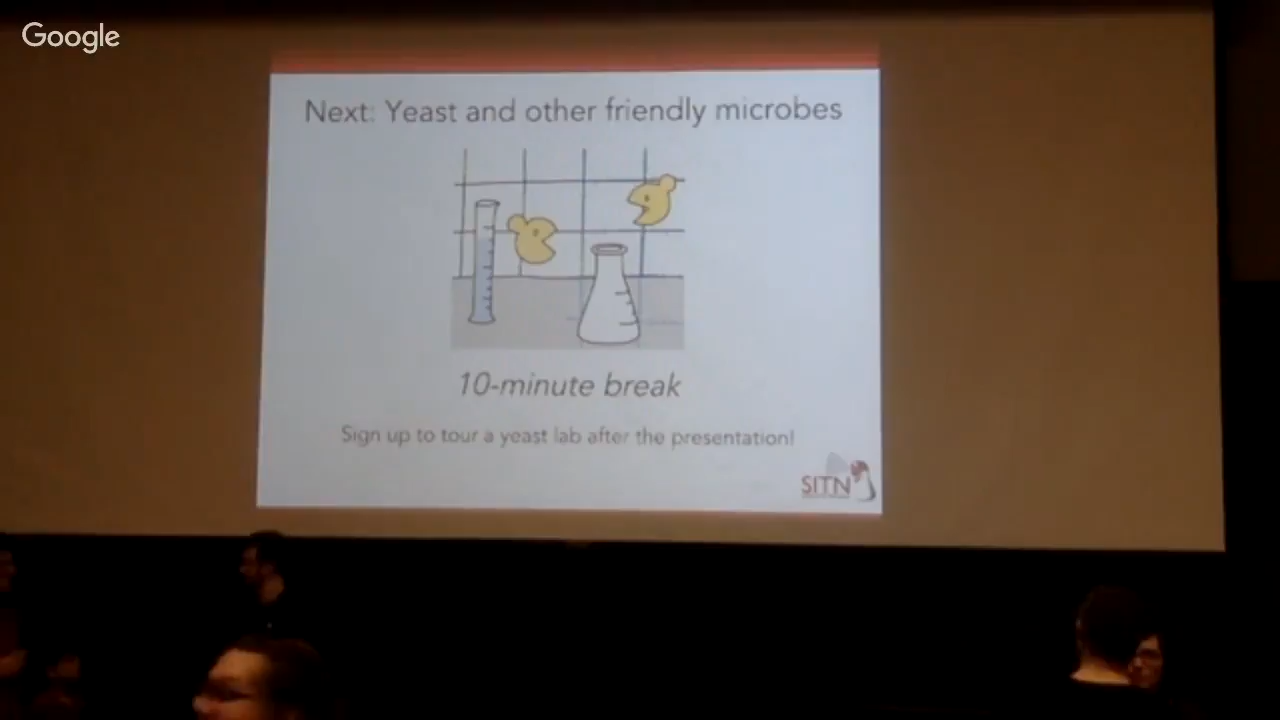 Google
Next: Yeast and other friendly microbes
10-minute break
Sign up to tour a yeast lab after the presentation!
SITN